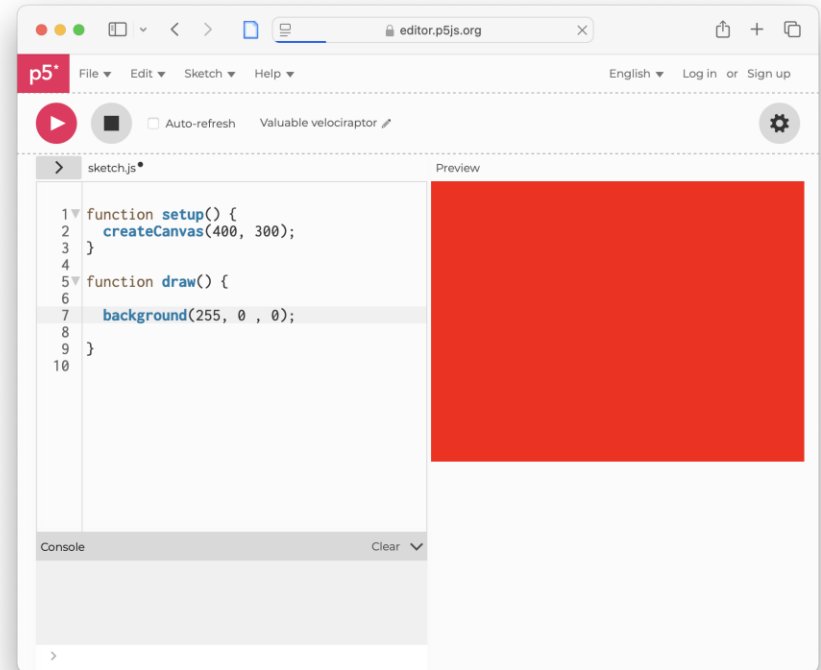 editor.p5js.org
p5* File Edit Sketch Help English Log in or Sign up
Auto-refresh Valuable velociraptor
sketch.js Preview
1 function setup() {
2 createCanvas(400, 300);
3 }
4
5 function draw() {
6
7 background(255, 0 , 0);
8
9 }
10
Console Clear
>